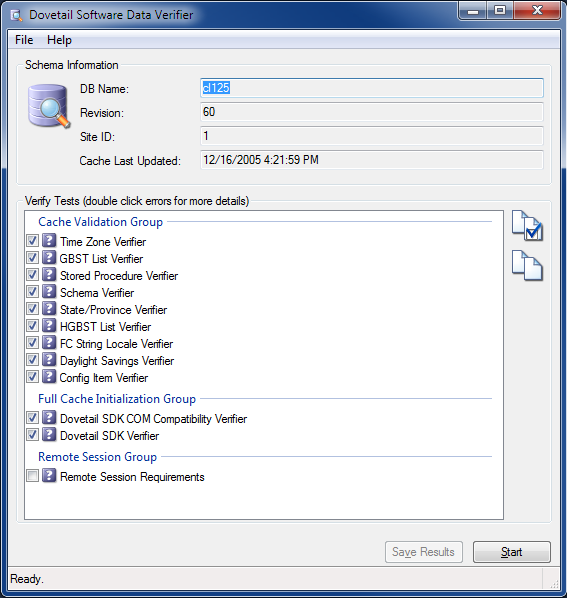 Dovetail Software Data Verifier
File Help
Schema Information
DB Name: cl125
Revision: 60
Site ID: 1
Cache Last Updated: 12/16/2005 4:21:59 PM
Verify Tests (double click errors for more details)
Cache Validation Group
Time Zone Verifier
GBST List Verifier
Stored Procedure Verifier
Schema Verifier
State/Province Verifier
HGBST List Verifier
FC String Locale Verifier
Daylight Savings Verifier
Config Item Verifier
Full Cache Initialization Group
Dovetail SDK COM Compatibility Verifier
Dovetail SDK Verifier
Remote Session Group
Remote Session Requirements
Save Results Start
Ready.